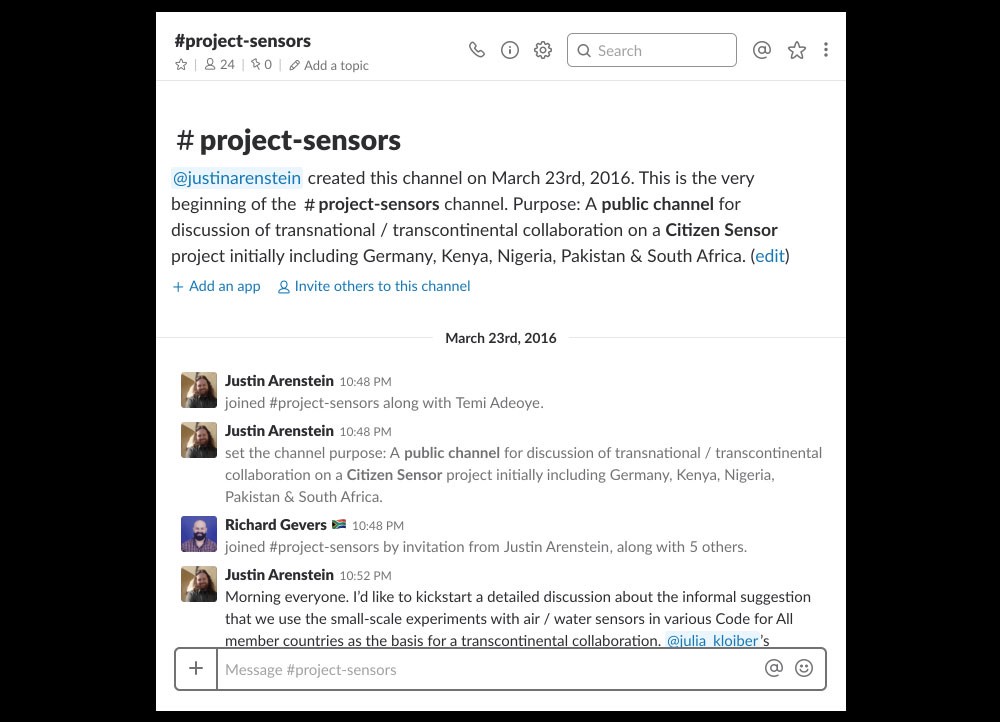 #project-sensors
24 | 0 | Add a topic
Search
# project-sensors
@justinarenstein created this channel on March 23rd, 2016. This is the very
beginning of the # project-sensors channel. Purpose: A public channel for
discussion of transnational / transcontinental collaboration on a Citizen Sensor
project initially including Germany, Kenya, Nigeria, Pakistan & South Africa. (edit)
+ Add an app Invite others to this channel
March 23rd, 2016
Justin Arenstein 10:48 PM
joined #project-sensors along with Temi Adeoye.
Justin Arenstein 10:48 PM
set the channel purpose: A public channel for discussion of transnational / transcontinental
collaboration on a Citizen Sensor project initially including Germany, Kenya, Nigeria,
Pakistan & South Africa.
Richard Gevers 🇿🇦 10:48 PM
joined #project-sensors by invitation from Justin Arenstein, along with 5 others.
Justin Arenstein 10:52 PM
Morning everyone. I’d like to kickstart a detailed discussion about the informal suggestion
that we use the small-scale experiments with air / water sensors in various Code for All
member countries as the basis for a transcontinental collaboration. @julia_kloiber’s
Message #project-sensors